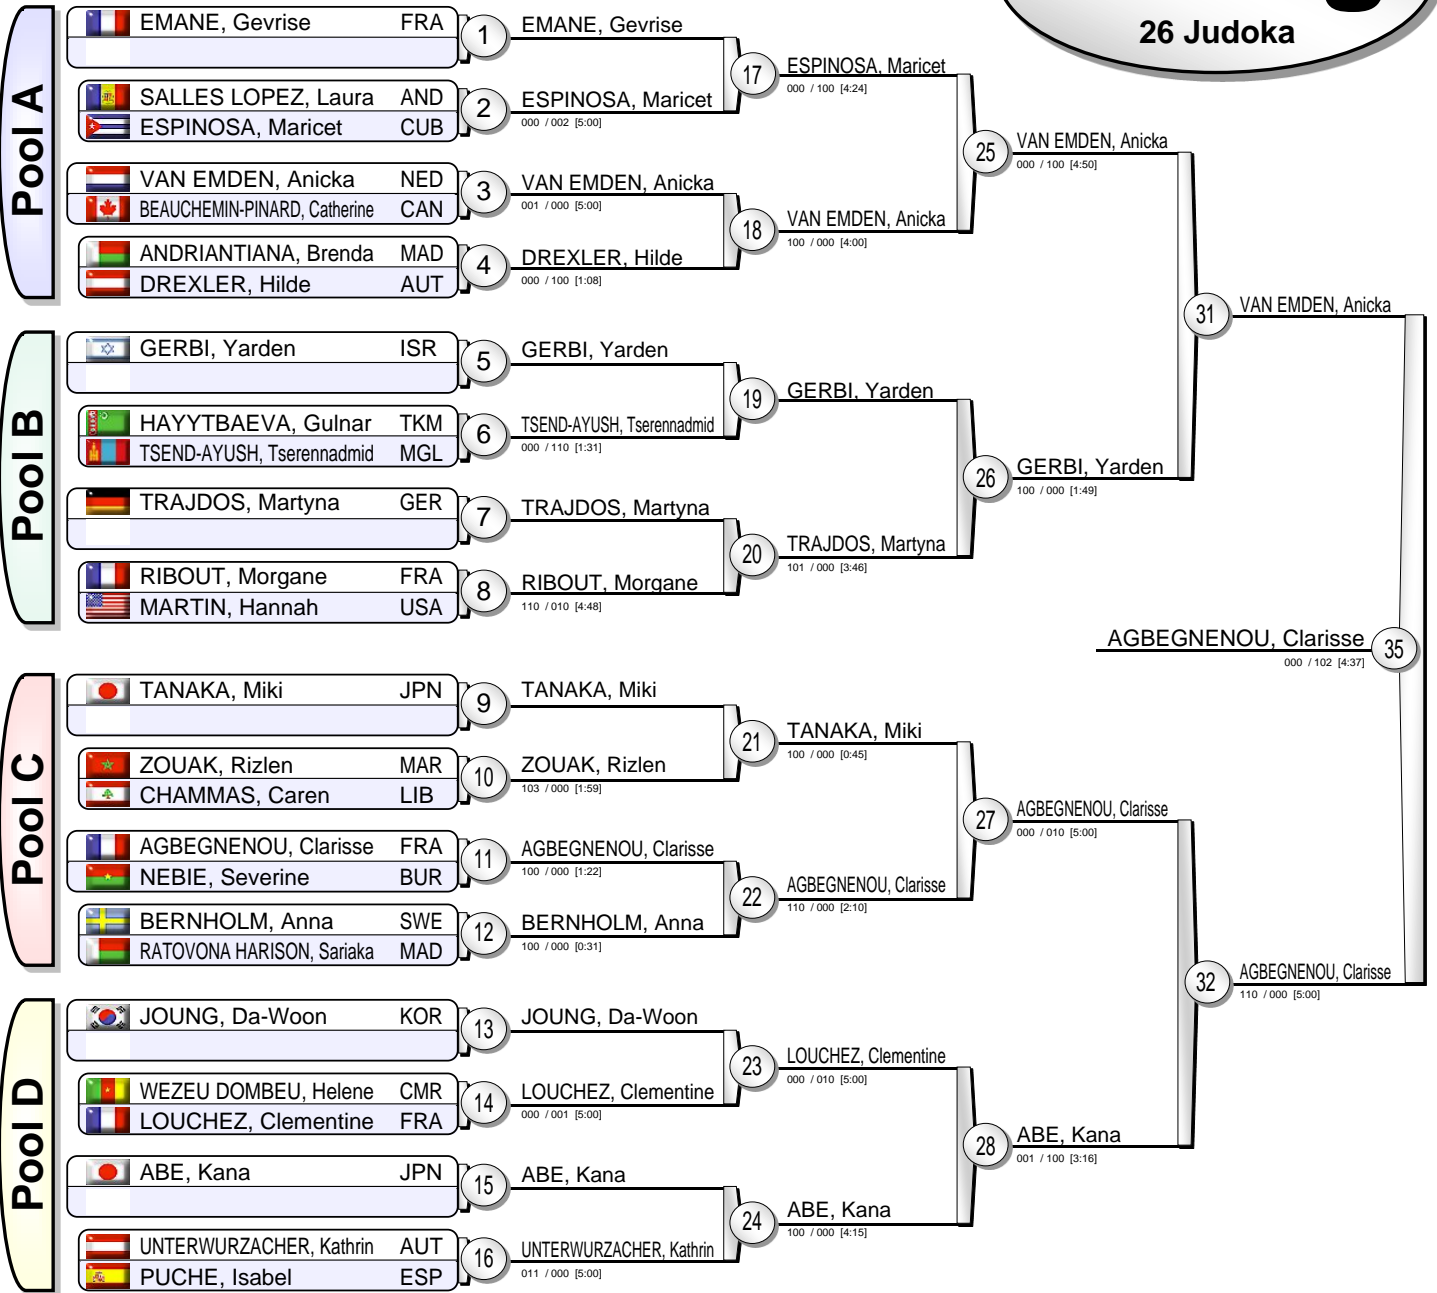 26 Judoka
Pool A
EMANE, Gevrise FRA
1
EMANE, Gevrise
SALLES LOPEZ, Laura AND
ESPINOSA, Maricet CUB
2
ESPINOSA, Maricet
000 / 002 [5:00]
17
ESPINOSA, Maricet
000 / 100 [4:24]
VAN EMDEN, Anicka NED
BEAUCHEMIN-PINARD, Catherine CAN
3
VAN EMDEN, Anicka
001 / 000 [5:00]
ANDRIANTIANA, Brenda MAD
DREXLER, Hilde AUT
4
DREXLER, Hilde
000 / 100 [1:08]
18
VAN EMDEN, Anicka
100 / 000 [4:00]
25
VAN EMDEN, Anicka
000 / 100 [4:50]
Pool B
GERBI, Yarden ISR
5
GERBI, Yarden
HAYYTBAEVA, Gulnar TKM
TSEND-AYUSH, Tserennadmid MGL
6
TSEND-AYUSH, Tserennadmid
000 / 110 [1:31]
19
GERBI, Yarden
TRAJDOS, Martyna GER
7
TRAJDOS, Martyna
RIBOUT, Morgane FRA
MARTIN, Hannah USA
8
RIBOUT, Morgane
110 / 010 [4:48]
20
TRAJDOS, Martyna
101 / 000 [3:46]
26
GERBI, Yarden
100 / 000 [1:49]
31
VAN EMDEN, Anicka
Pool C
TANAKA, Miki JPN
9
TANAKA, Miki
ZOUAK, Rizlen MAR
CHAMMAS, Caren LIB
10
ZOUAK, Rizlen
103 / 000 [1:59]
21
TANAKA, Miki
100 / 000 [0:45]
AGBEGNENOU, Clarisse FRA
NEBIE, Severine BUR
11
AGBEGNENOU, Clarisse
100 / 000 [1:22]
BERNHOLM, Anna SWE
RATOVONA HARISON, Sariaka MAD
12
BERNHOLM, Anna
100 / 000 [0:31]
22
AGBEGNENOU, Clarisse
110 / 000 [2:10]
27
AGBEGNENOU, Clarisse
000 / 010 [5:00]
Pool D
JOUNG, Da-Woon KOR
13
JOUNG, Da-Woon
WEZEU DOMBEU, Helene CMR
LOUCHEZ, Clementine FRA
14
LOUCHEZ, Clementine
000 / 001 [5:00]
23
LOUCHEZ, Clementine
000 / 010 [5:00]
ABE, Kana JPN
15
ABE, Kana
UNTERWURZACHER, Kathrin AUT
PUCHE, Isabel ESP
16
UNTERWURZACHER, Kathrin
011 / 000 [5:00]
24
ABE, Kana
100 / 000 [4:15]
28
ABE, Kana
001 / 100 [3:16]
32
AGBEGNENOU, Clarisse
110 / 000 [5:00]
AGBEGNENOU, Clarisse
000 / 102 [4:37]
35